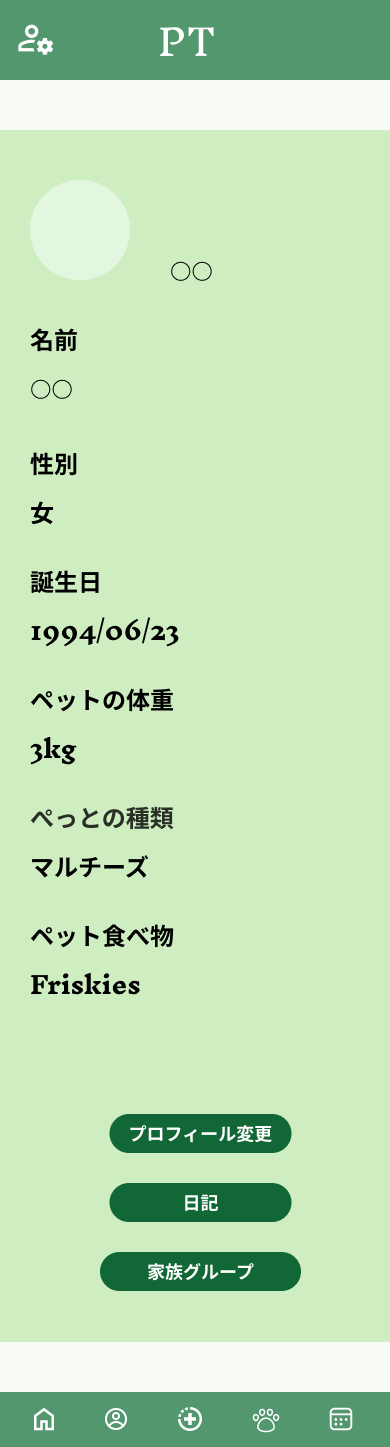 PT
○○
名前
○○
性別
女
誕生日
1994/06/23
ペットの体重
3kg
ぺっとの種類
マルチーズ
ペット食べ物
Friskies
プロフィール変更
日記
家族グループ